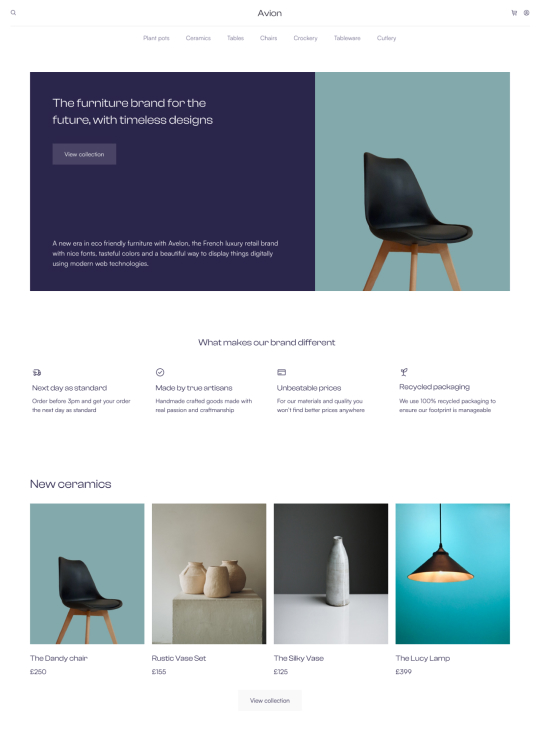 Avion
Plant pots Ceramics Tables Chairs Crockery Tableware Cutlery
The furniture brand for the
future, with timeless designs
View collection
A new era in eco friendly furniture with Avelon, the French luxury retail brand
with nice fonts, tasteful colors and a beautiful way to display things digitally
using modern web technologies.
What makes our brand different
Next day as standard
Order before 3pm and get your order
the next day as standard
Made by true artisans
Handmade crafted goods made with
real passion and craftmanship
Unbeatable prices
For our materials and quality you
won't find better prices anywhere
Recycled packaging
We use 100% recycled packaging to
ensure our footprint is manageable
New ceramics
The Dandy chair
£250
Rustic Vase Set
£155
The Silky Vase
£125
The Lucy Lamp
£399
View collection